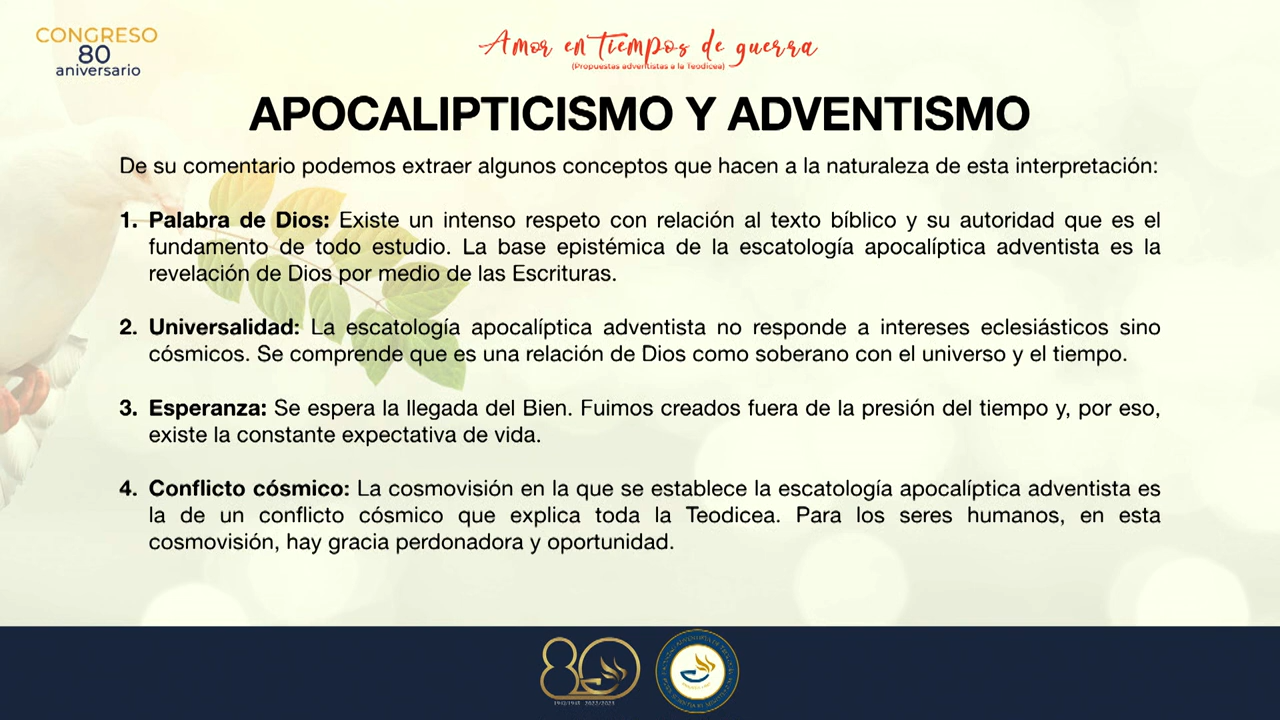 CONGRESO
80
aniversario
Amor en Tiempos de guerra
(Propuestas adventistas a la Teodicea)
APOCALIPTICISMO Y ADVENTISMO
De su comentario podemos extraer algunos conceptos que hacen a la naturaleza de esta interpretación:
1. Palabra de Dios: Existe un intenso respeto con relación al texto bíblico y su autoridad que es el
fundamento de todo estudio. La base epistémica de la escatología apocalíptica adventista es la
revelación de Dios por medio de las Escrituras.
2. Universalidad: La escatología apocalíptica adventista no responde a intereses eclesiásticos sino
cósmicos. Se comprende que es una relación de Dios como soberano con el universo y el tiempo.
3. Esperanza: Se espera la llegada del Bien. Fuimos creados fuera de la presión del tiempo y, por eso,
existe la constante expectativa de vida.
4. Conflicto cósmico: La cosmovisión en la que se establece la escatología apocalíptica adventista es
la de un conflicto cósmico que explica toda la Teodicea. Para los seres humanos, en esta
cosmovisión, hay gracia perdonadora y oportunidad.
80